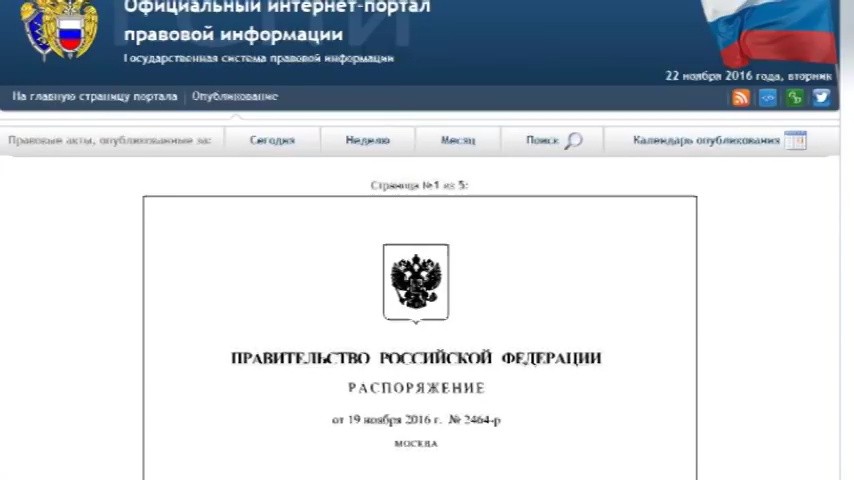 Официальный интернет-портал
правовой информации
Государственная система правовой информации
22 ноября 2016 года, вторник
На главную страницу портала | Опубликование
Правовые акты, опубликованные за:
Сегодня
Неделю
Месяц
Поиск
Календарь опубликования
Страница №1 из 5:
ПРАВИТЕЛЬСТВО РОССИЙСКОЙ ФЕДЕРАЦИИ
РАСПОРЯЖЕНИЕ
от 19 ноября 2016 г. № 2464-р
МОСКВА